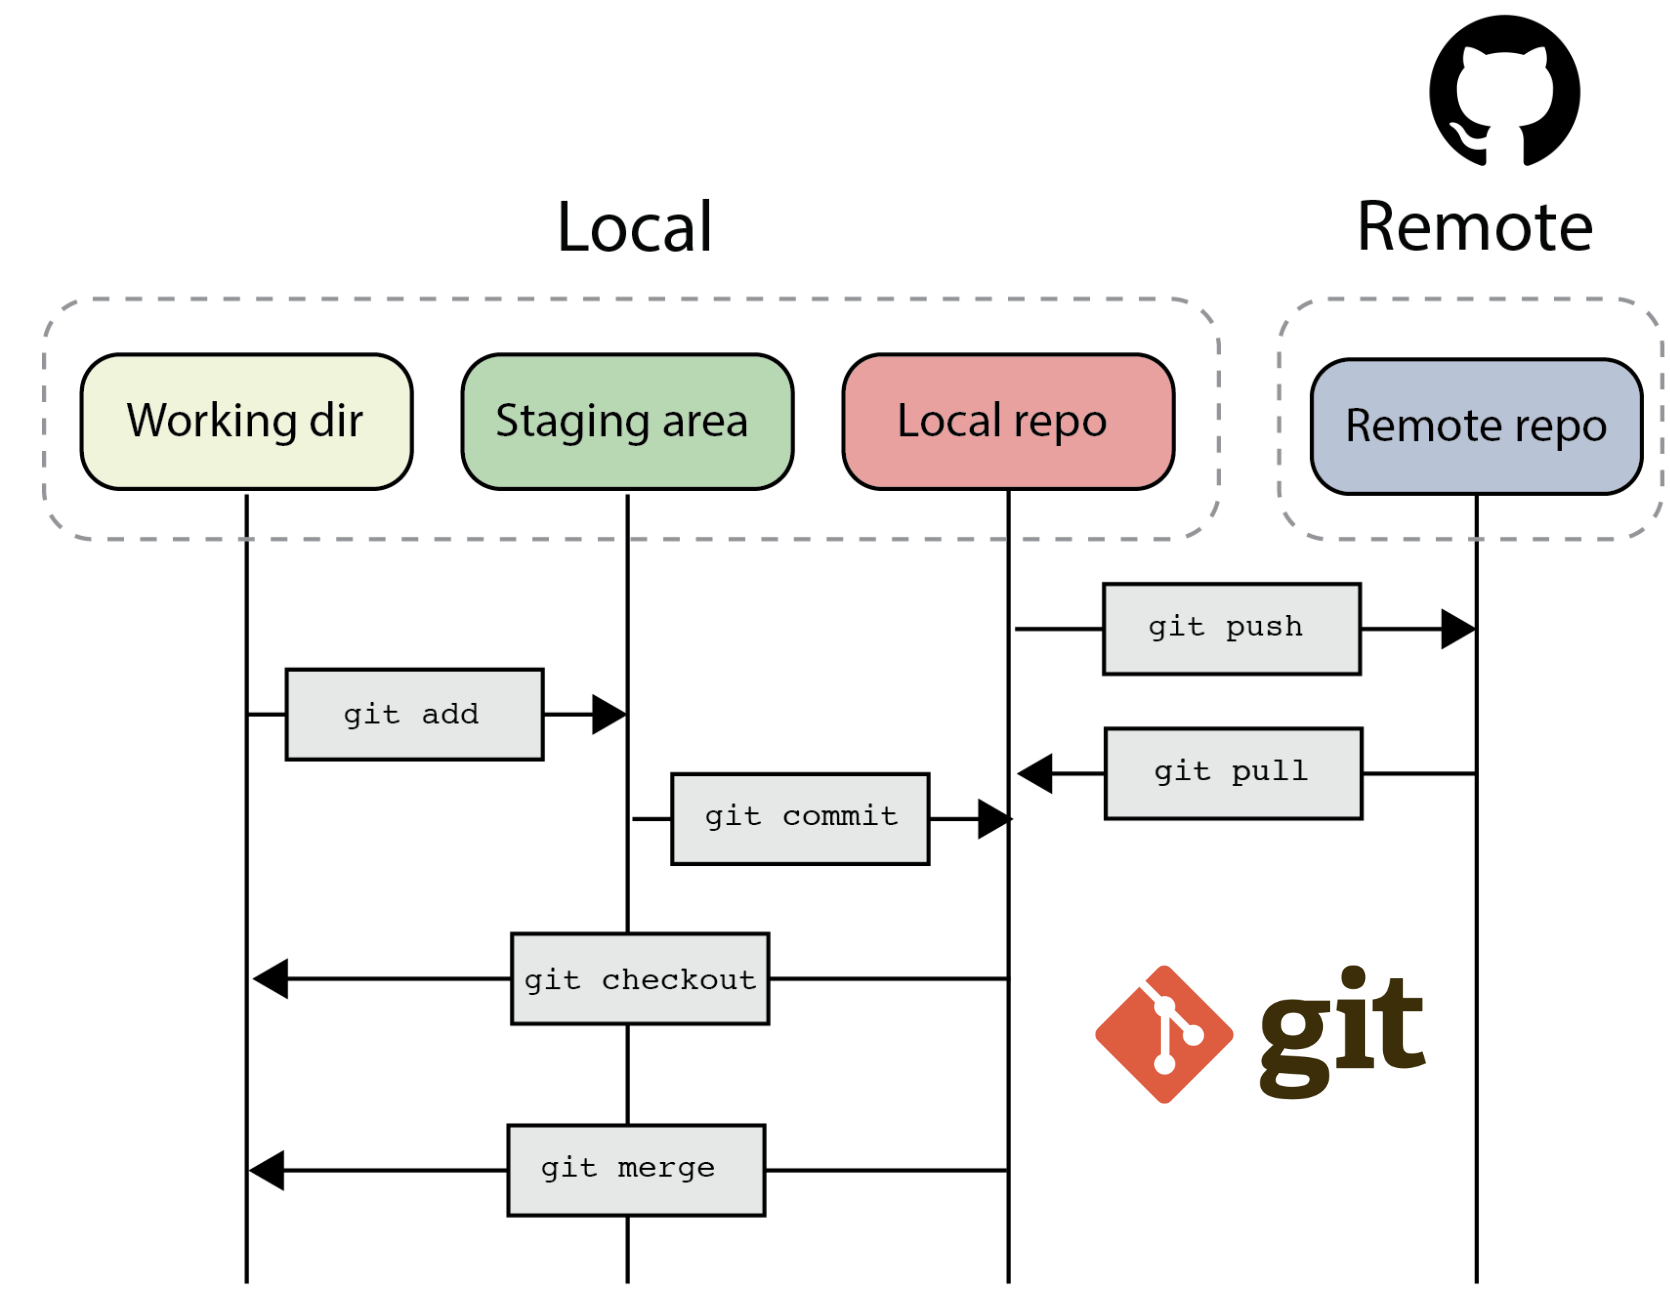 Local
Remote
Working dir
Staging area
Local repo
Remote repo
git push
git add
git pull
git commit
git checkout
git
git merge